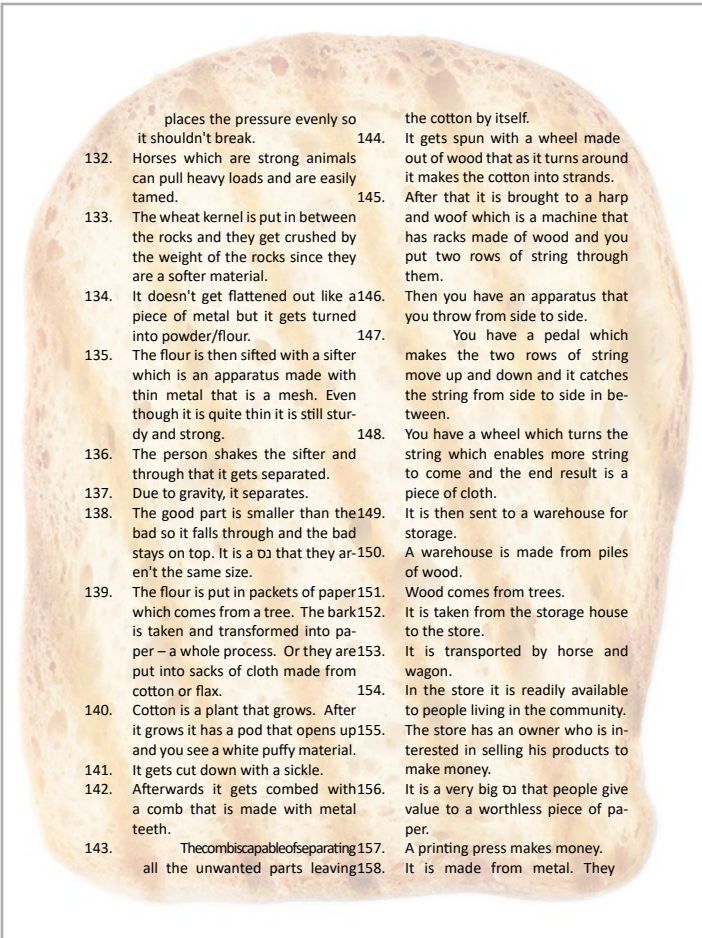 places the pressure evenly so
it shouldn't break.
132. Horses which are strong animals
can pull heavy loads and are easily
tamed.
133. The wheat kernel is put in between
the rocks and they get crushed by
the weight of the rocks since they
are a softer material.
134. It doesn't get flattened out like a
piece of metal but it gets turned
into powder/flour.
135. The flour is then sifted with a sifter
which is an apparatus made with
thin metal that is a mesh. Even
though it is quite thin it is still stur-
dy and strong.
136. The person shakes the sifter and
through that it gets separated.
137. Due to gravity, it separates.
138. The good part is smaller than the
bad so it falls through and the bad
stays on top. It is a נס that they ar-
en't the same size.
139. The flour is put in packets of paper
which comes from a tree. The bark
is taken and transformed into pa-
per – a whole process. Or they are
put into sacks of cloth made from
cotton or flax.
140. Cotton is a plant that grows. After
it grows it has a pod that opens up
and you see a white puffy material.
141. It gets cut down with a sickle.
142. Afterwards it gets combed with
a comb that is made with metal
teeth.
143. Thecombiscapableofseparating
all the unwanted parts leaving
the cotton by itself.
144. It gets spun with a wheel made
out of wood that as it turns around
it makes the cotton into strands.
145. After that it is brought to a harp
and woof which is a machine that
has racks made of wood and you
put two rows of string through
them.
146. Then you have an apparatus that
you throw from side to side.
147. You have a pedal which
makes the two rows of string
move up and down and it catches
the string from side to side in be-
tween.
148. You have a wheel which turns the
string which enables more string
to come and the end result is a
piece of cloth.
149. It is then sent to a warehouse for
storage.
150. A warehouse is made from piles
of wood.
151. Wood comes from trees.
152. It is taken from the storage house
to the store.
153. It is transported by horse and
wagon.
154. In the store it is readily available
to people living in the community.
155. The store has an owner who is in-
terested in selling his products to
make money.
156. It is a very big נס that people give
value to a worthless piece of pa-
per.
157. A printing press makes money.
158. It is made from metal. They